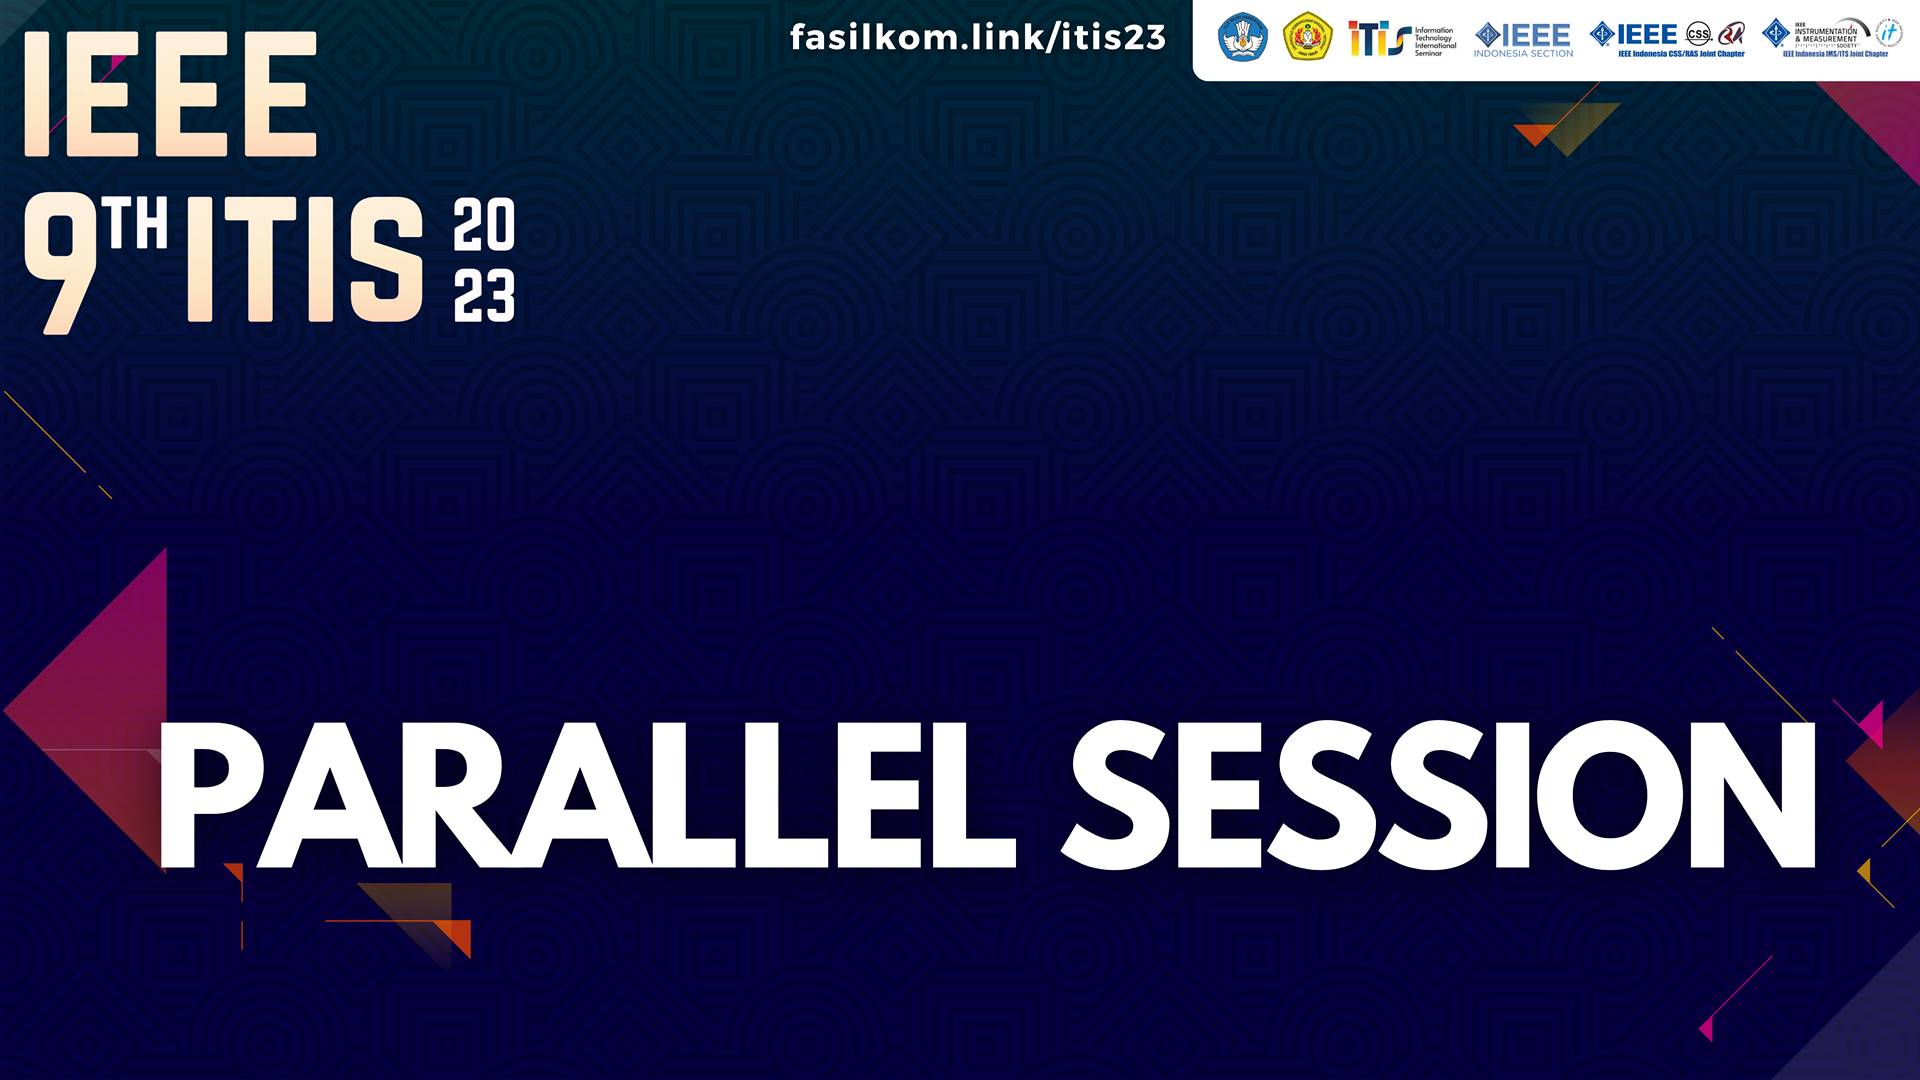 IEEE
9TH ITIS 20
23
fasilkom.link/itis23
iTiS Information
Technology
International
Seminar
IEEE
INDONESIA SECTION
IEEE CSS. RA
IEEE Indonesia CSS/RAS Joint Chapter
IEEE
INSTRUMENTATION
& MEASUREMENT
SOCIETY
IEEE Indonesia IMS/ITS Joint Chapter
PARALLEL SESSION